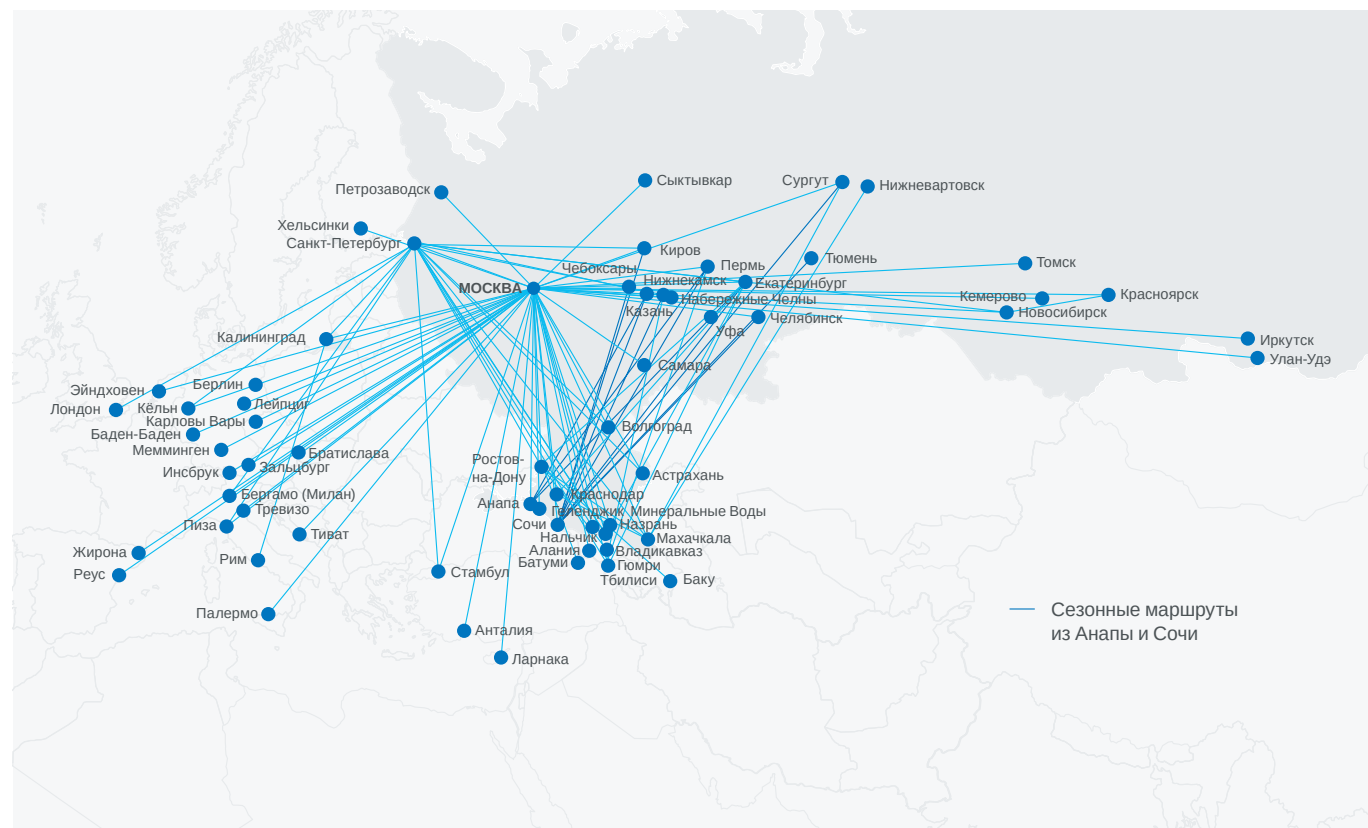 Петрозаводск
Сыктывкар
Сургут
Нижневартовск
Хельсинки
Санкт-Петербург
Киров
Чебоксары
Пермь
Тюмень
Томск
МОСКВА
Нижнекамск
Екатеринбург
Набережные Челны
Кемерово
Красноярск
Казань
Новосибирск
Уфа
Челябинск
Калининград
Иркутск
Улан-Удэ
Самара
Эйндховен
Берлин
Лондон
Кёльн
Лейпциг
Карловы Вары
Баден-Баден
Волгоград
Мемминген
Братислава
Инсбрук
Зальцбург
Ростов-
на-Дону
Астрахань
Бергамо (Милан)
Краснодар
Анапа
Тревизо
Геленджик
Минеральные Воды
Пиза
Сочи
Назрань
Тиват
Нальчик
Махачкала
Жирона
Алания
Владикавказ
Рим
Батуми
Гюмри
Реус
Стамбул
Тбилиси
Баку
Палермо
Анталия
Ларнака
Сезонные маршруты
из Анапы и Сочи